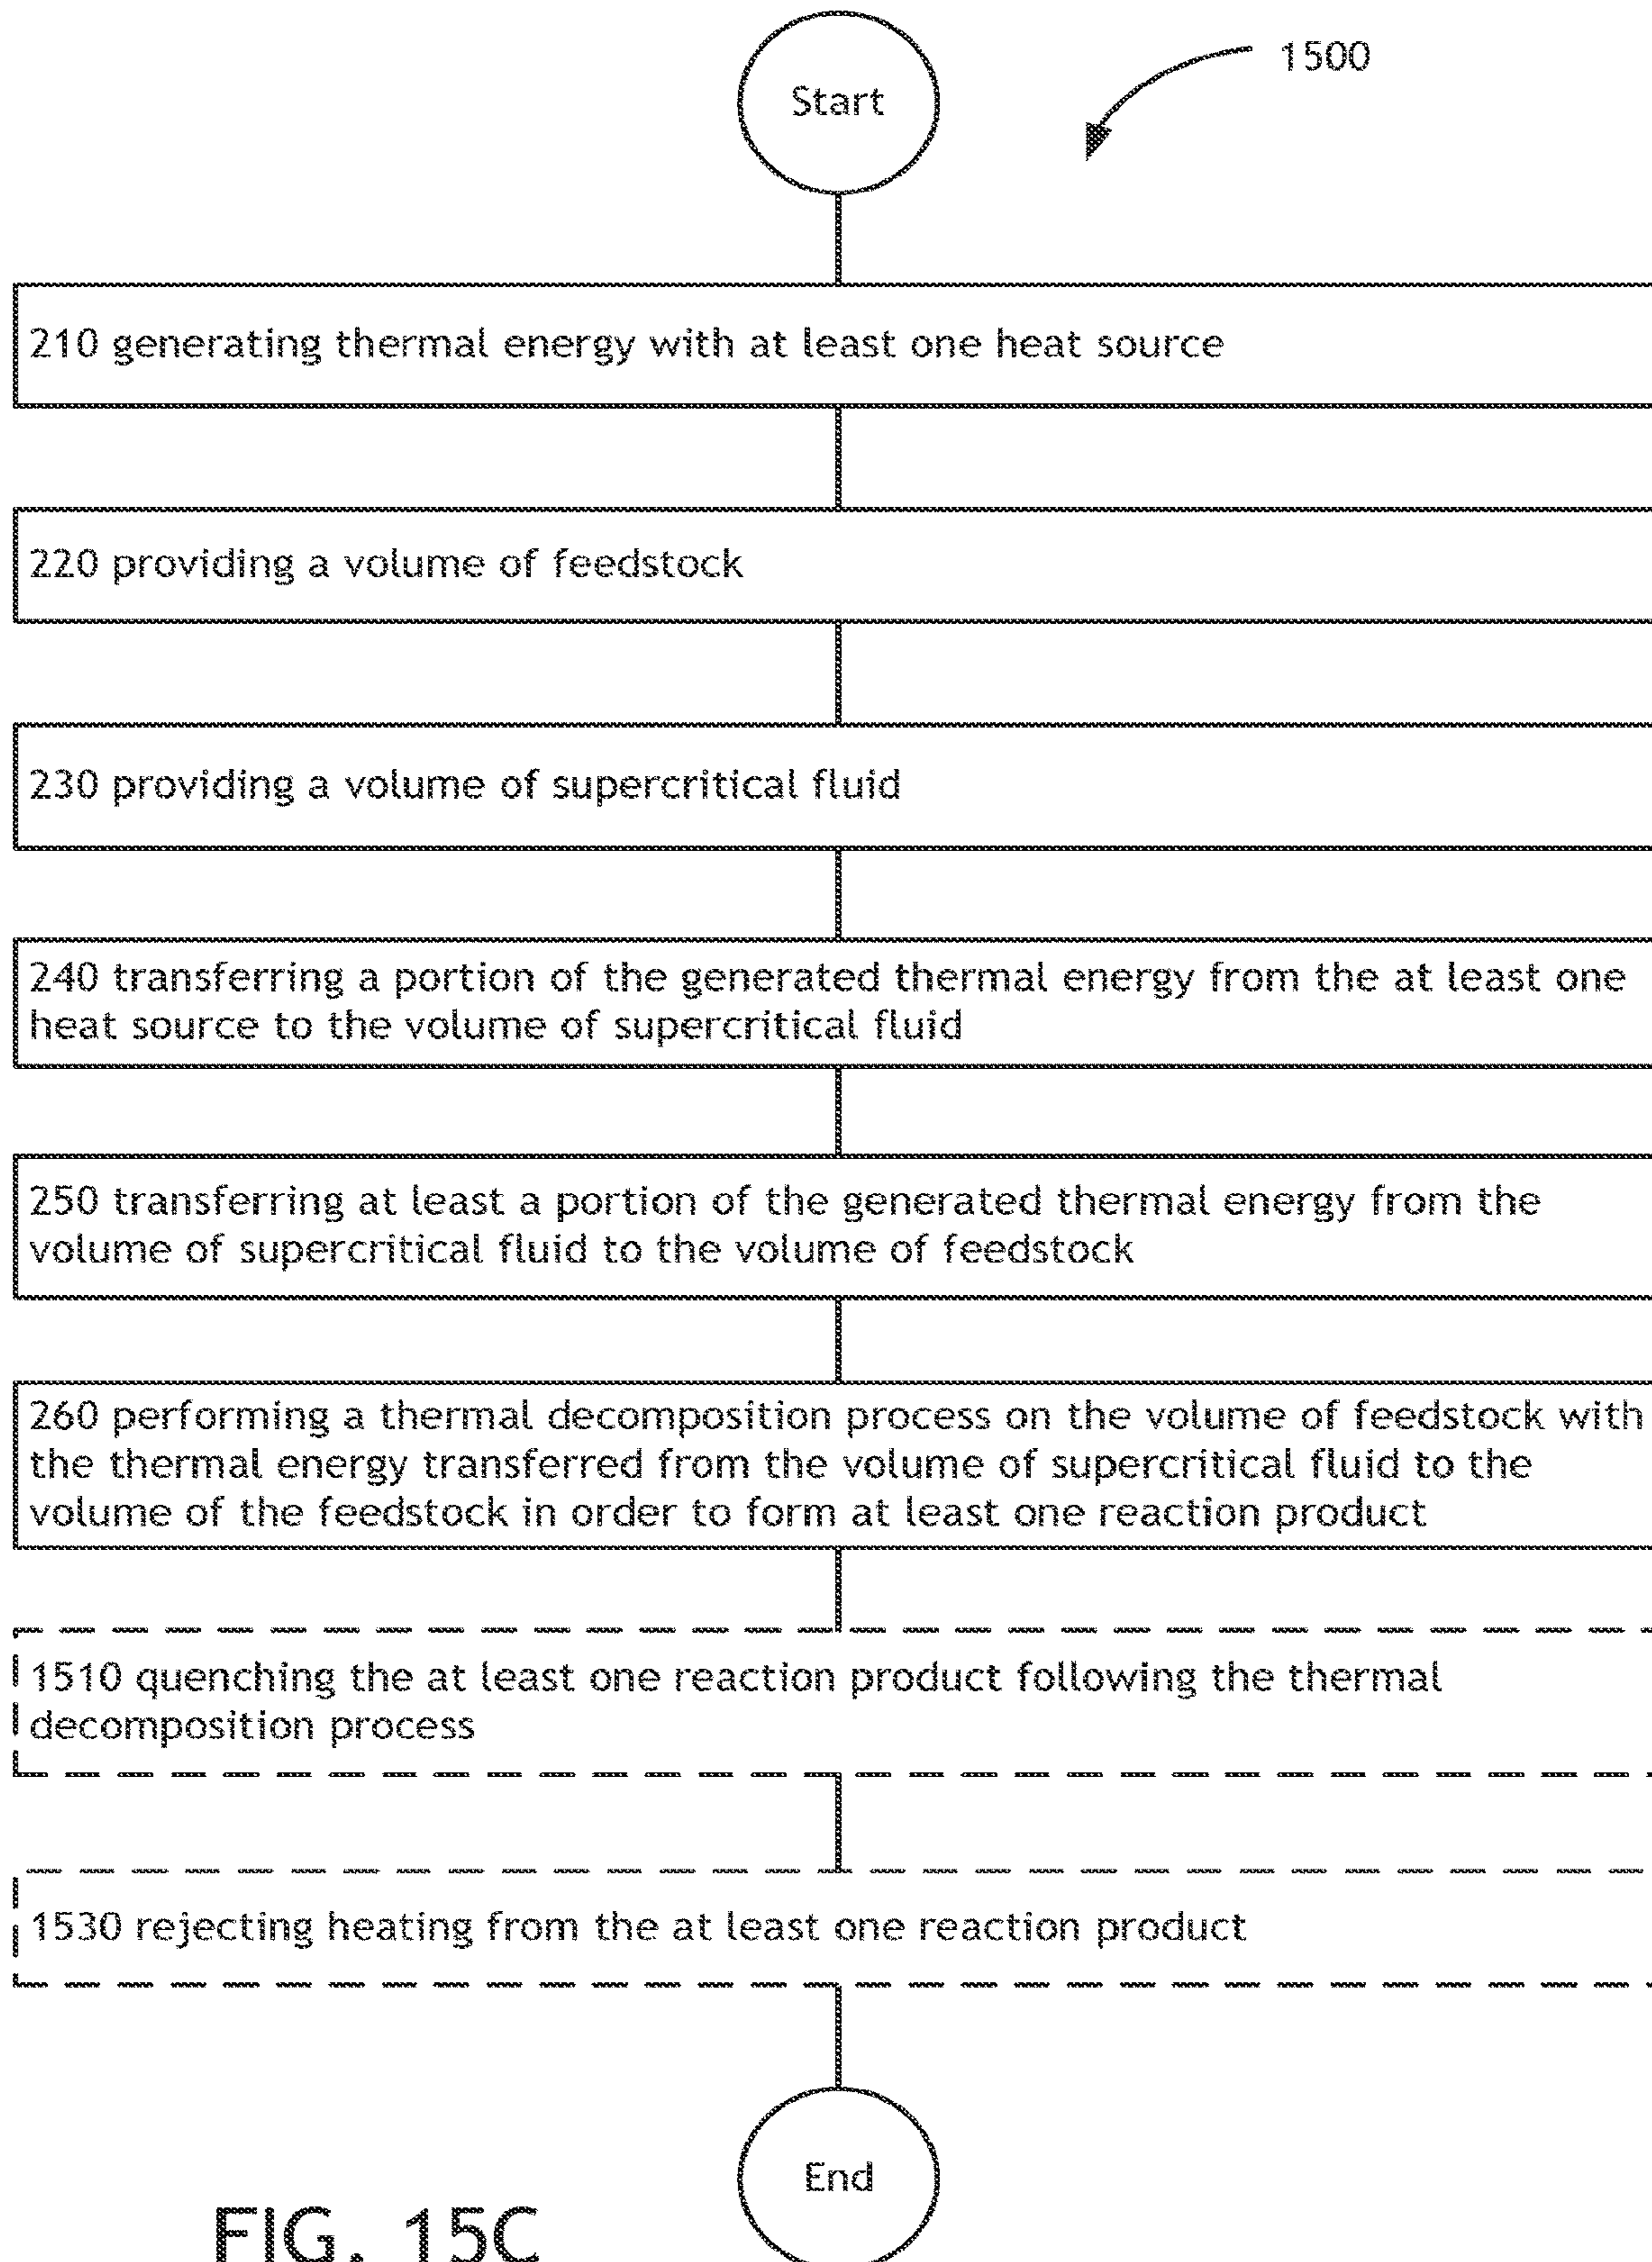 Start
1500
210 generating thermal energy with at least one heat source
220 providing a volume of feedstock
230 providing a volume of supercritical fluid
240 transferring a portion of the generated thermal energy from the at least one
heat source to the volume of supercritical fluid
250 transferring at least a portion of the generated thermal energy from the
volume of supercritical fluid to the volume of feedstock
260 performing a thermal decomposition process on the volume of feedstock with
the thermal energy transferred from the volume of supercritical fluid to the
volume of the feedstock in order to form at least one reaction product
1510 quenching the at least one reaction product following the thermal
decomposition process
1530 rejecting heating from the at least one reaction product
End
FIG. 15C